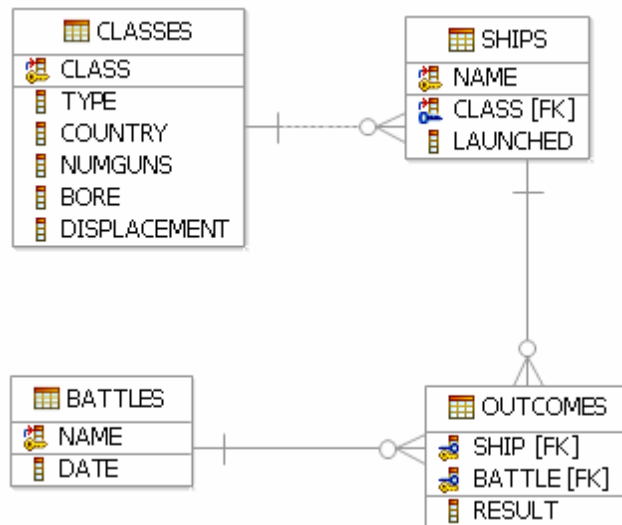 CLASSES
CLASS
TYPE
COUNTRY
NUMGUNS
BORE
DISPLACEMENT
SHIPS
NAME
CLASS [FK]
LAUNCHED
BATTLES
NAME
DATE
OUTCOMES
SHIP [FK]
BATTLE [FK]
RESULT